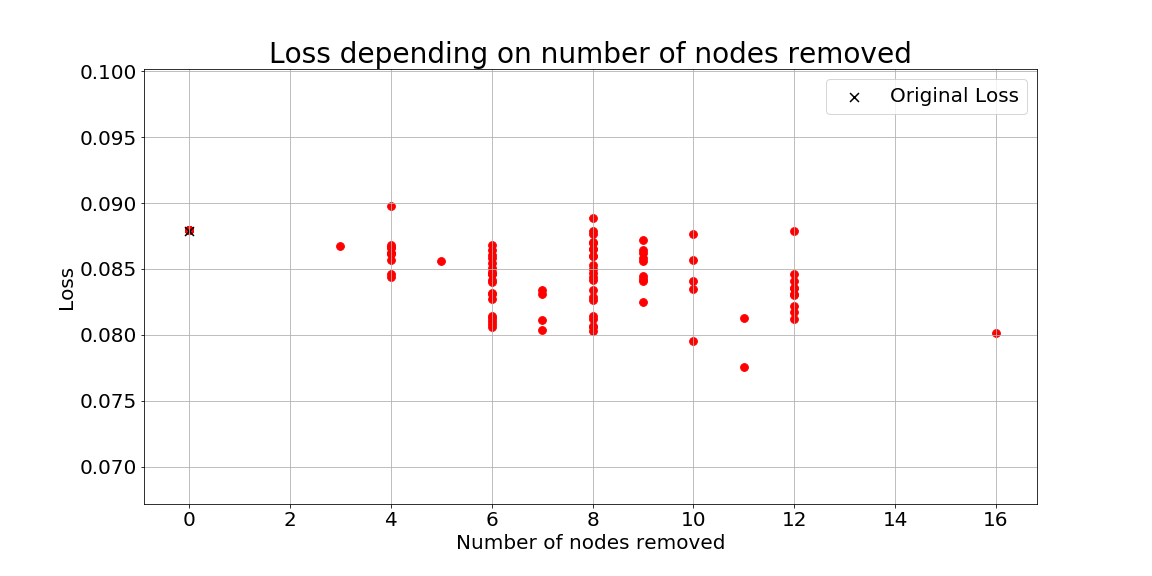 Loss depending on number of nodes removed
Original Loss
0.100
0.095
0.090
0.085
0.080
0.075
0.070
Loss
0 2 4 6 8 10 12 14 16
Number of nodes removed